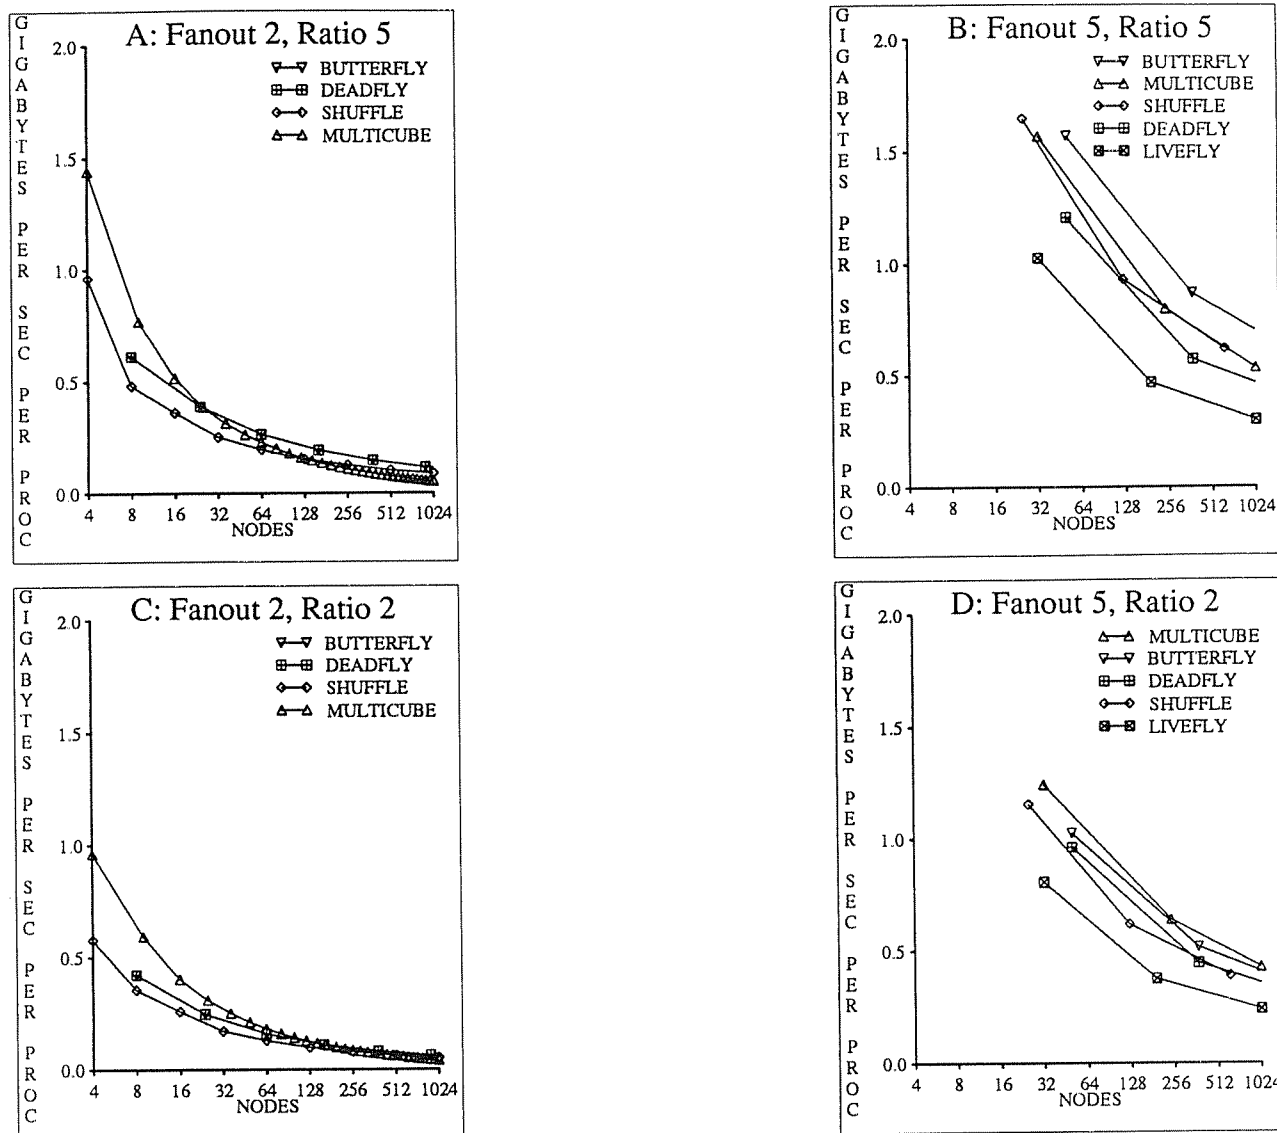 A: Fanout 2, Ratio 5
GIGABYTES PER SEC PER PROC
2.0
1.5
1.0
0.5
0.0
BUTTERFLY
DEADFLY
SHUFFLE
MULTICUBE
4 8 16 32 64 128 256 512 1024
NODES
B: Fanout 5, Ratio 5
GIGABYTES PER SEC PER PROC
2.0
1.5
1.0
0.5
0.0
BUTTERFLY
MULTICUBE
SHUFFLE
DEADFLY
LIVEFLY
4 8 16 32 64 128 256 512 1024
NODES
C: Fanout 2, Ratio 2
GIGABYTES PER SEC PER PROC
2.0
1.5
1.0
0.5
0.0
BUTTERFLY
DEADFLY
SHUFFLE
MULTICUBE
4 8 16 32 64 128 256 512 1024
NODES
D: Fanout 5, Ratio 2
GIGABYTES PER SEC PER PROC
2.0
1.5
1.0
0.5
0.0
MULTICUBE
BUTTERFLY
DEADFLY
SHUFFLE
LIVEFLY
4 8 16 32 64 128 256 512 1024
NODES